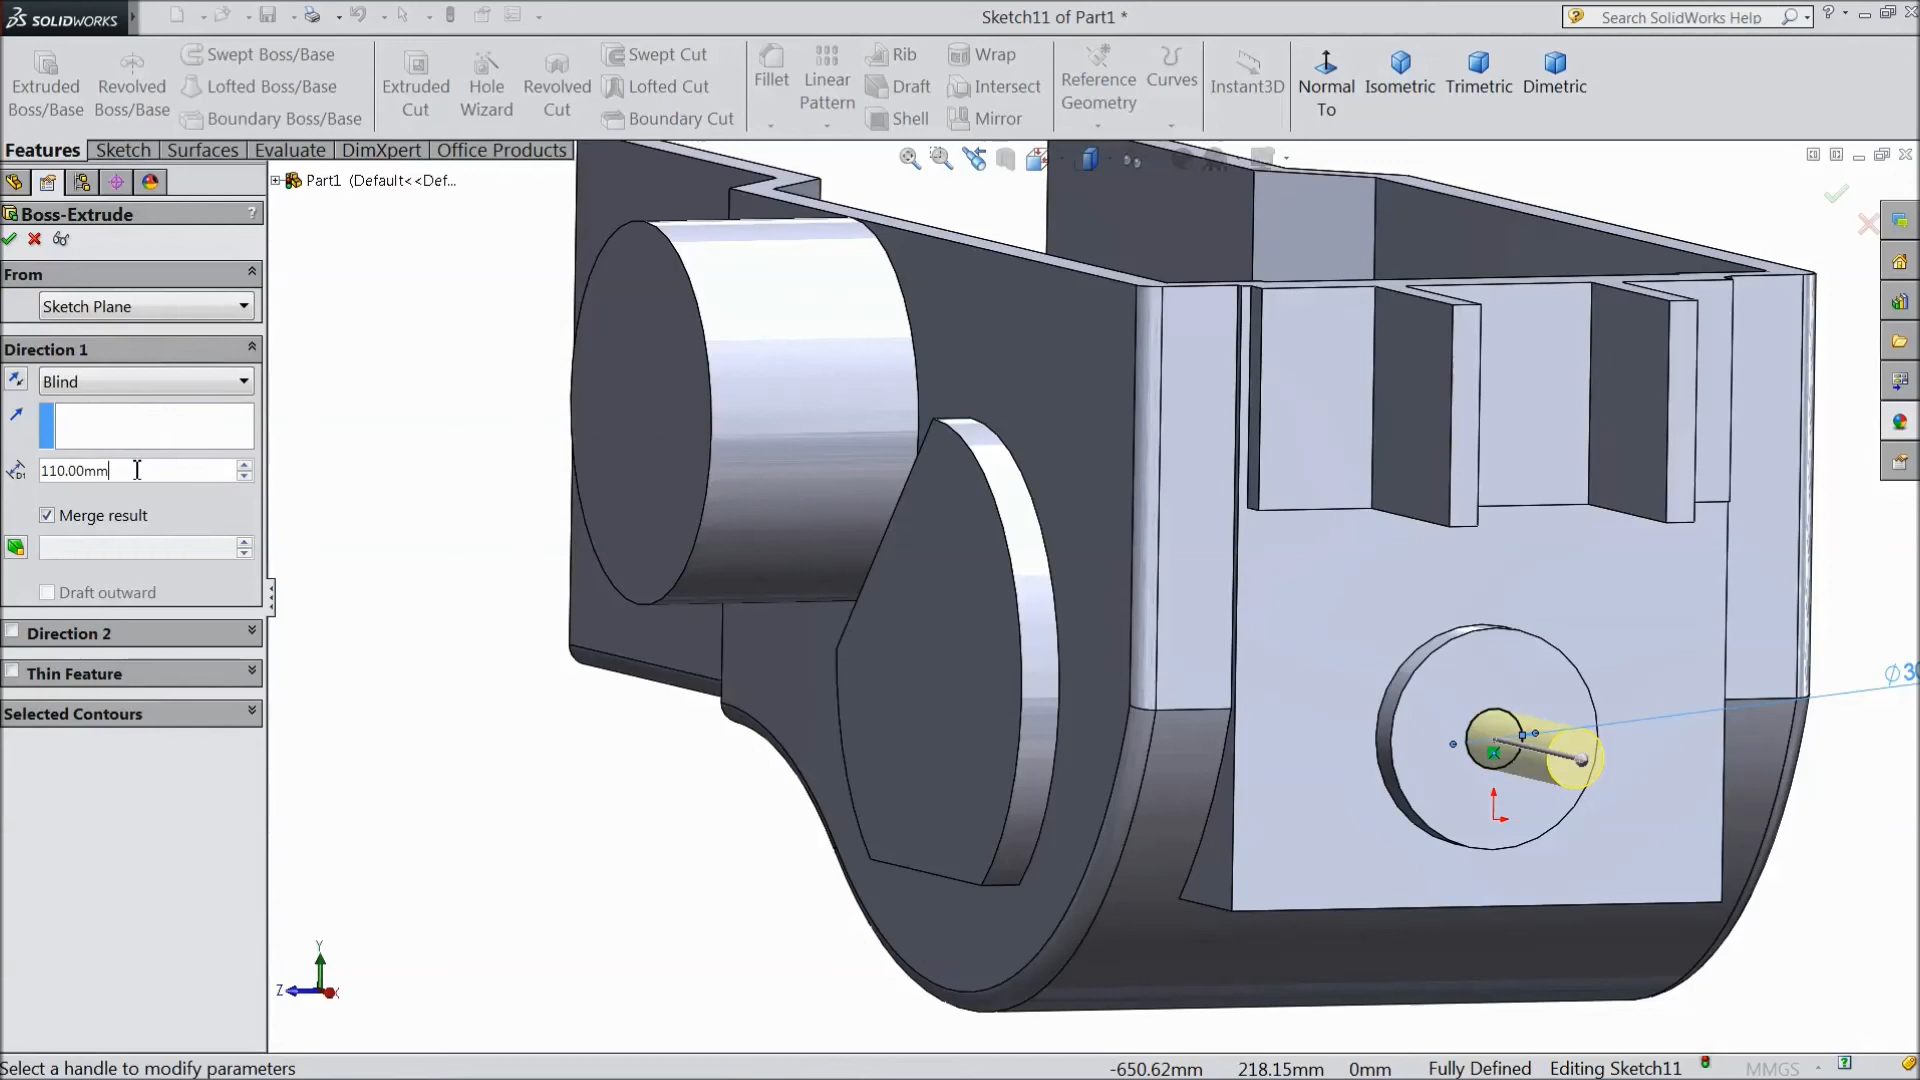 SOLIDWORKS
Sketch11 of Part1 *
Search SolidWorks Help
Extruded Boss/Base
Revolved Boss/Base
Swept Boss/Base
Lofted Boss/Base
Boundary Boss/Base
Extruded Cut
Hole Wizard
Revolved Cut
Swept Cut
Lofted Cut
Boundary Cut
Fillet
Linear Pattern
Rib
Draft
Shell
Wrap
Intersect
Mirror
Reference Geometry
Curves
Instant3D
Normal To
Isometric
Trimetric
Dimetric
Features
Sketch
Surfaces
Evaluate
DimXpert
Office Products
Part1 (Default<<Def...
Boss-Extrude
?
From
Sketch Plane
Direction 1
Blind
D1
110.00mm
Merge result
Draft outward
Direction 2
Thin Feature
Selected Contours
Y
Z
X
Select a handle to modify parameters
-650.62mm
218.15mm
0mm
Fully Defined
Editing Sketch11
MMGS